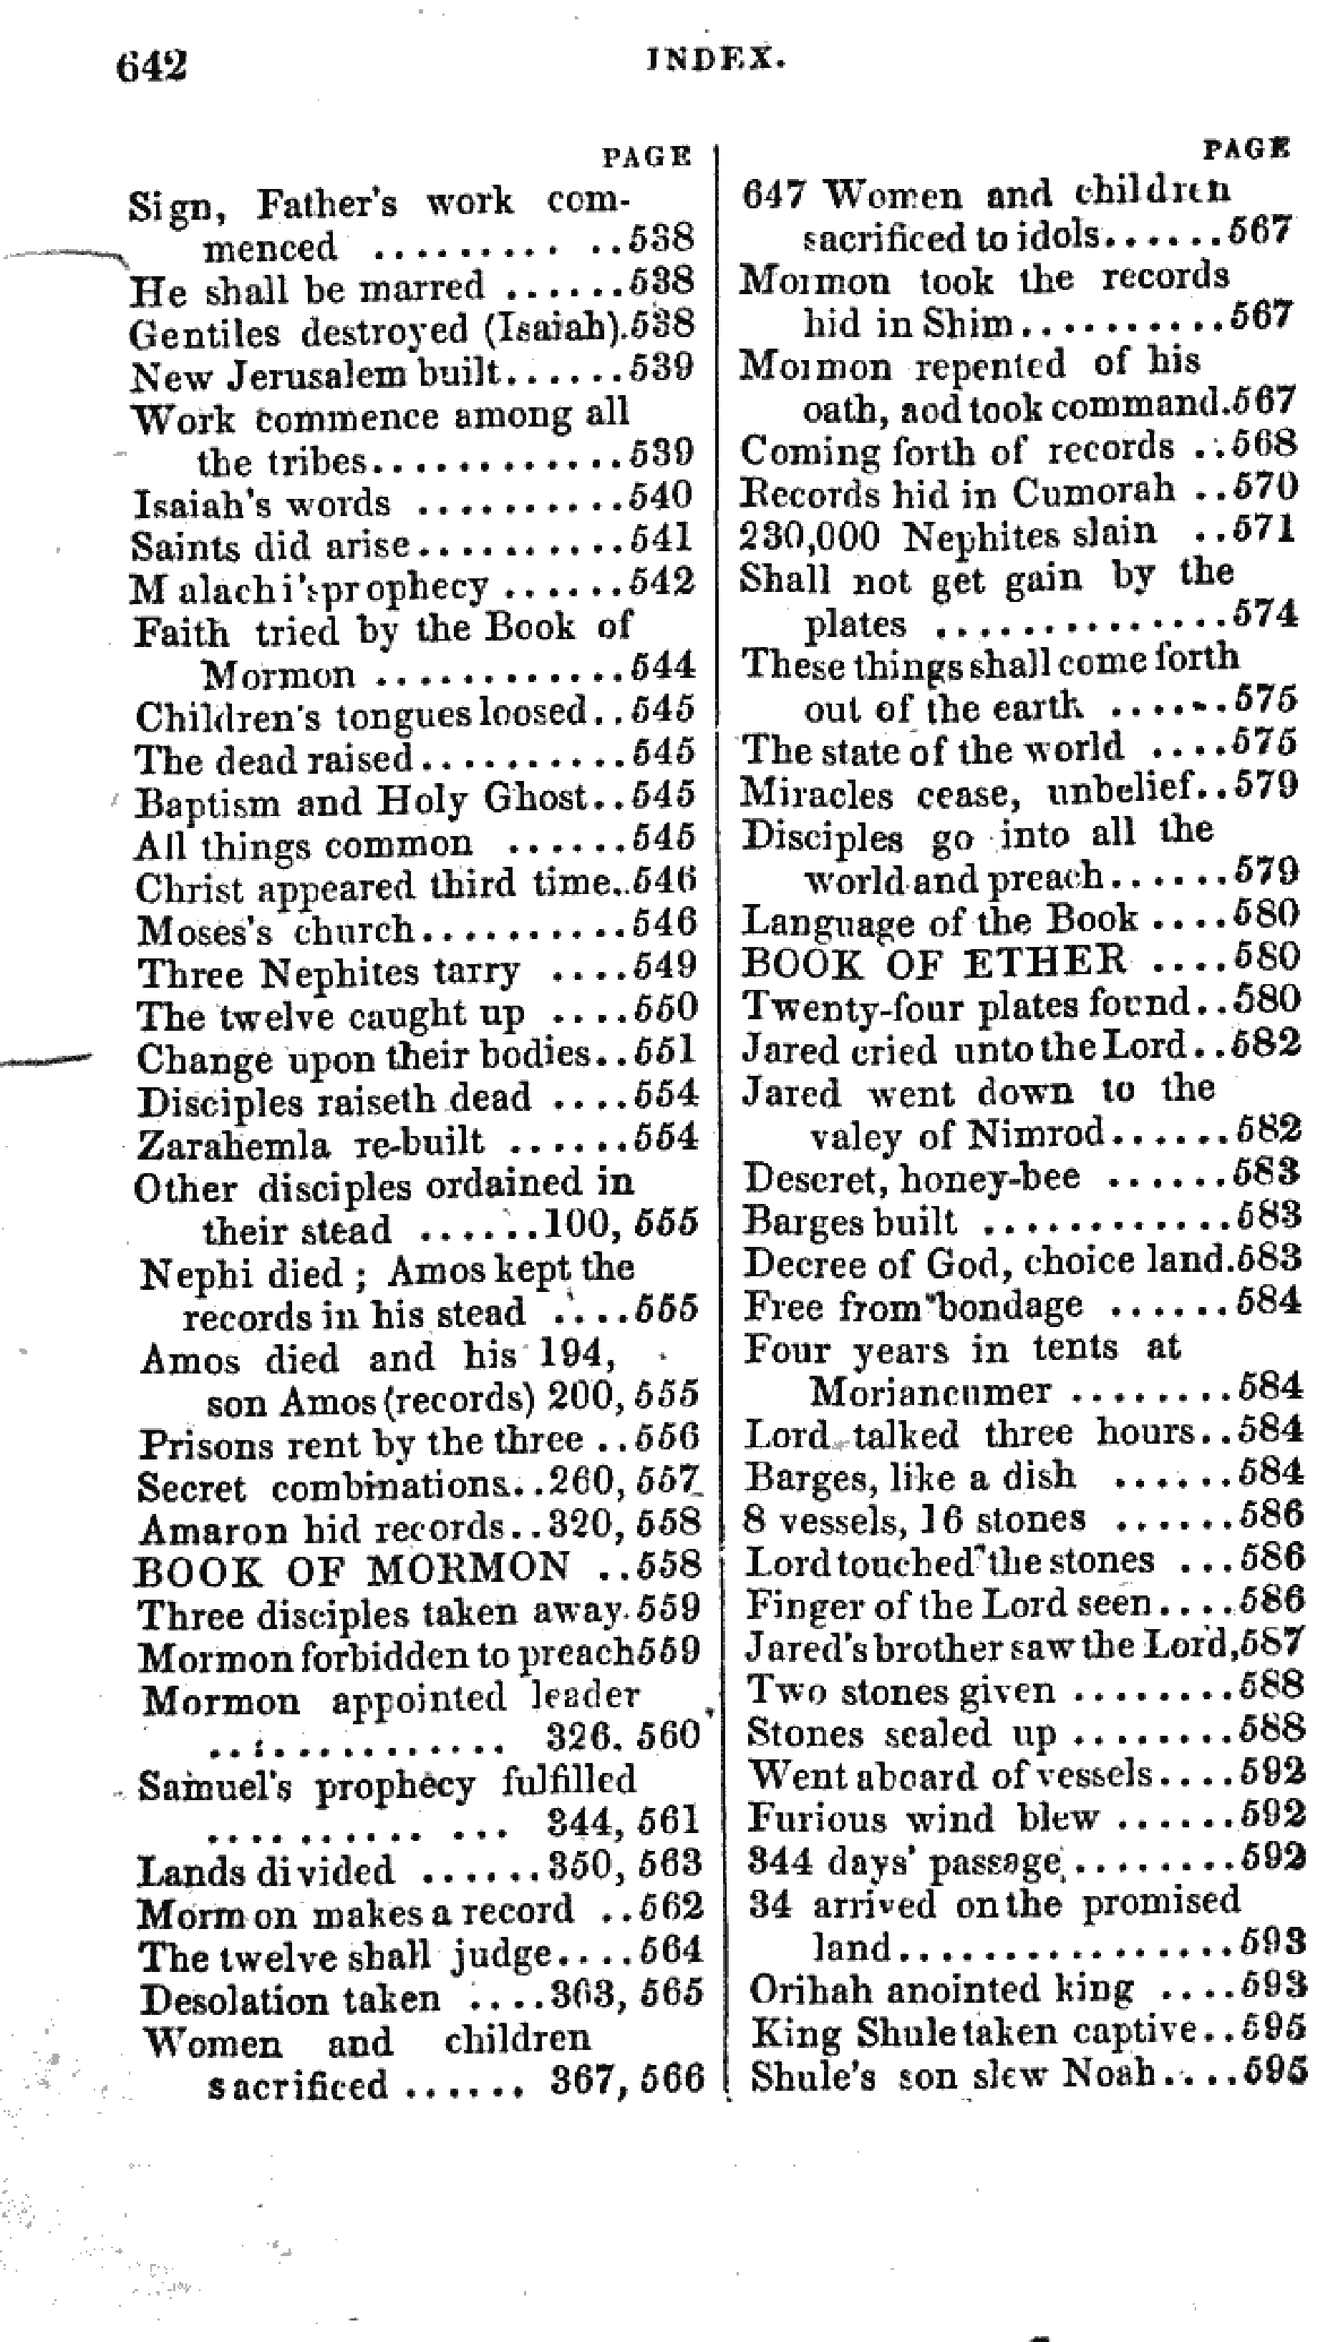 642
INDEX.
PAGE
Sign, Father's work com-
menced ......... ..538
He shall be marred ......538
Gentiles destroyed (Isaiah).538
New Jerusalem built......539
Work commence among all
the tribes............539
Isaiah's words ..........540
Saints did arise..........541
Malachi's prophecy ......542
Faith tried by the Book of
Mormon ............544
Children's tongues loosed..545
The dead raised..........545
Baptism and Holy Ghost..545
All things common ......545
Christ appeared third time..546
Moses's church..........546
Three Nephites tarry ....549
The twelve caught up ....550
Change upon their bodies..551
Disciples raiseth dead ....554
Zarahemla re-built ......554
Other disciples ordained in
their stead ......100, 555
Nephi died ; Amos kept the
records in his stead ....555
Amos died and his 194,
son Amos (records) 200, 555
Prisons rent by the three ..556
Secret combinations..260, 557
Amaron hid records..320, 558
BOOK OF MORMON ..558
Three disciples taken away.559
Mormon forbidden to preach559
Mormon appointed leader
.............. 326. 560
Samuel's prophecy fulfilled
.......... ... 344, 561
Lands divided ......350, 563
Mormon makes a record ..562
The twelve shall judge....564
Desolation taken ....363, 565
Women and children
sacrificed ...... 367, 566
PAGE
647 Women and children
sacrificed to idols......567
Mormon took the records
hid in Shim..........567
Mormon repented of his
oath, aod took command.567
Coming forth of records ..568
Records hid in Cumorah ..570
230,000 Nephites slain ..571
Shall not get gain by the
plates ..............574
These things shall come forth
out of the earth ......575
The state of the world ....575
Miracles cease, unbelief..579
Disciples go into all the
world and preach......579
Language of the Book ....580
BOOK OF ETHER ....580
Twenty-four plates found..580
Jared cried unto the Lord..582
Jared went down to the
valey of Nimrod......582
Deseret, honey-bee ......583
Barges built ............583
Decree of God, choice land.583
Free from bondage ......584
Four years in tents at
Moriancumer ........584
Lord talked three hours..584
Barges, like a dish ......584
8 vessels, 16 stones ......586
Lord touched the stones ...586
Finger of the Lord seen....586
Jared's brother saw the Lord,587
Two stones given ........588
Stones sealed up ........588
Went aboard of vessels....592
Furious wind blew ......592
344 days' passage,........592
34 arrived on the promised
land................593
Orihah anointed king ....593
King Shule taken captive..595
Shule's son slew Noah....595